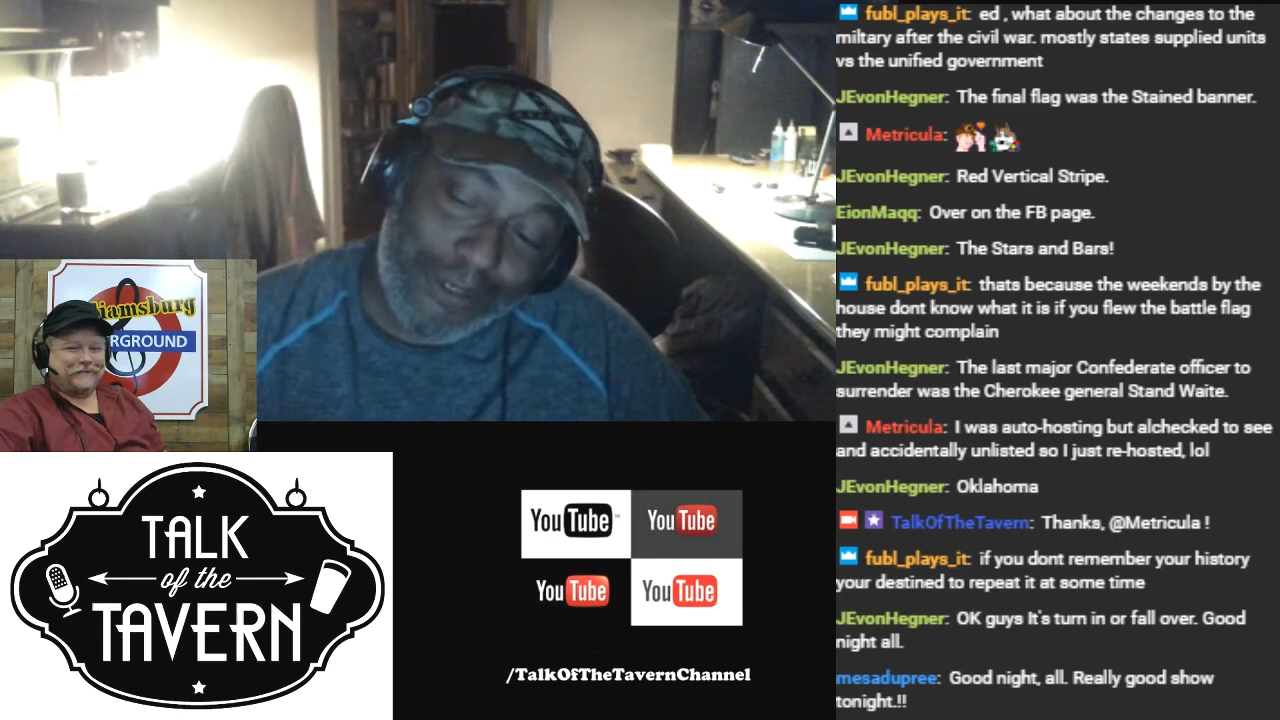 liamsburg
RGROUND
TALK
of the
TAVERN
YouTube
YouTube
YouTube
YouTube
/TalkOfTheTavernChannel
fubl_plays_it: ed , what about the changes to the
miltary after the civil war. mostly states supplied units
vs the unified government
JEvonHegner: The final flag was the Stained banner.
Metricula:
JEvonHegner: Red Vertical Stripe.
EionMaqq: Over on the FB page.
JEvonHegner: The Stars and Bars!
fubl_plays_it: thats because the weekends by the
house dont know what it is if you flew the battle flag
they might complain
JEvonHegner: The last major Confederate officer to
surrender was the Cherokee general Stand Waite.
Metricula: I was auto-hosting but alchecked to see
and accidentally unlisted so I just re-hosted, lol
JEvonHegner: Oklahoma
TalkOfTheTavern: Thanks, @Metricula !
fubl_plays_it: if you dont remember your history
your destined to repeat it at some time
JEvonHegner: OK guys It's turn in or fall over. Good
night all.
mesadupree: Good night, all. Really good show
tonight.!!